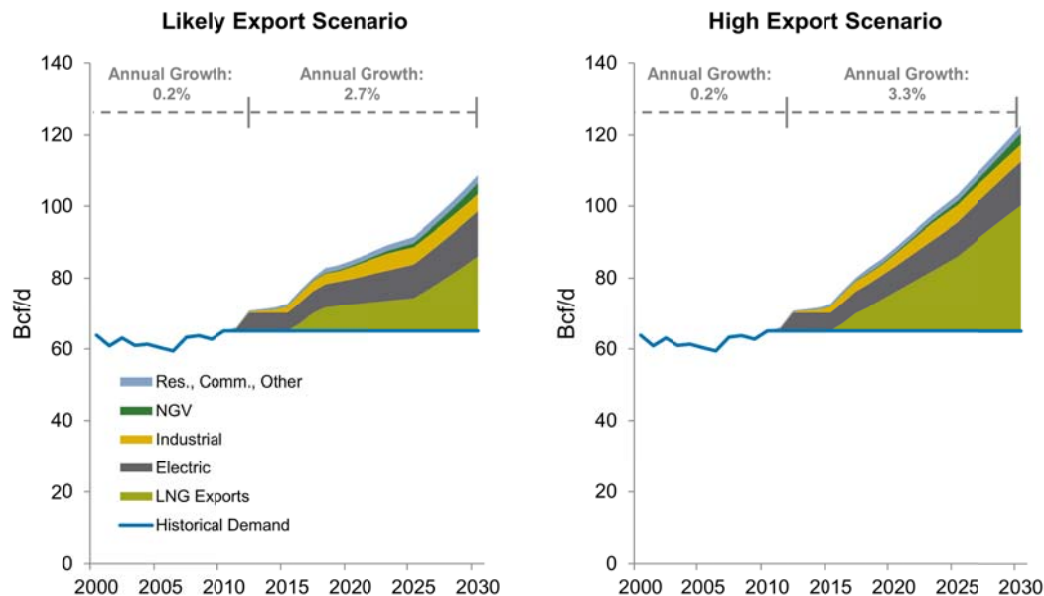 Likely Export Scenario
140
120
100
80
60
40
20
0
Bcf/d
Annual Growth:
0.2%
Annual Growth:
2.7%
Res., Comm., Other
NGV
Industrial
Electric
LNG Exports
Historical Demand
2000 2005 2010 2015 2020 2025 2030
High Export Scenario
140
120
100
80
60
40
20
0
Bcf/d
Annual Growth:
0.2%
Annual Growth:
3.3%
2000 2005 2010 2015 2020 2025 2030